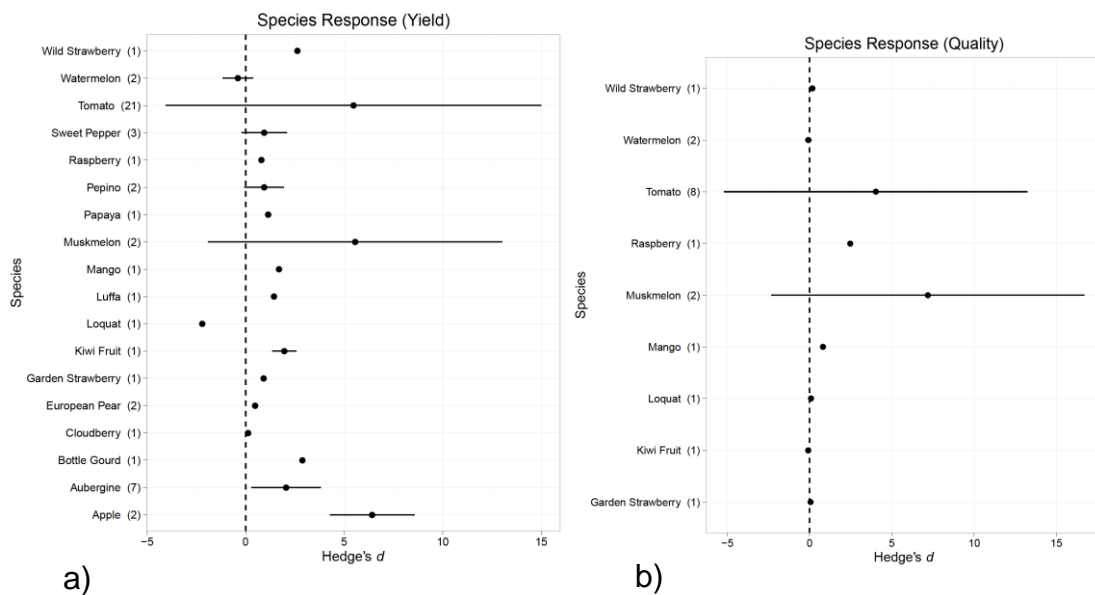 Species Response (Yield)
Species
Wild Strawberry (1)
Watermelon (2)
Tomato (21)
Sweet Pepper (3)
Raspberry (1)
Pepino (2)
Papaya (1)
Muskmelon (2)
Mango (1)
Luffa (1)
Loquat (1)
Kiwi Fruit (1)
Garden Strawberry (1)
European Pear (2)
Cloudberry (1)
Bottle Gourd (1)
Aubergine (7)
Apple (2)
-5 0 5 10 15
Hedge's d
a)
Species Response (Quality)
Species
Wild Strawberry (1)
Watermelon (2)
Tomato (8)
Raspberry (1)
Muskmelon (2)
Mango (1)
Loquat (1)
Kiwi Fruit (1)
Garden Strawberry (1)
-5 0 5 10 15
Hedge's d
b)